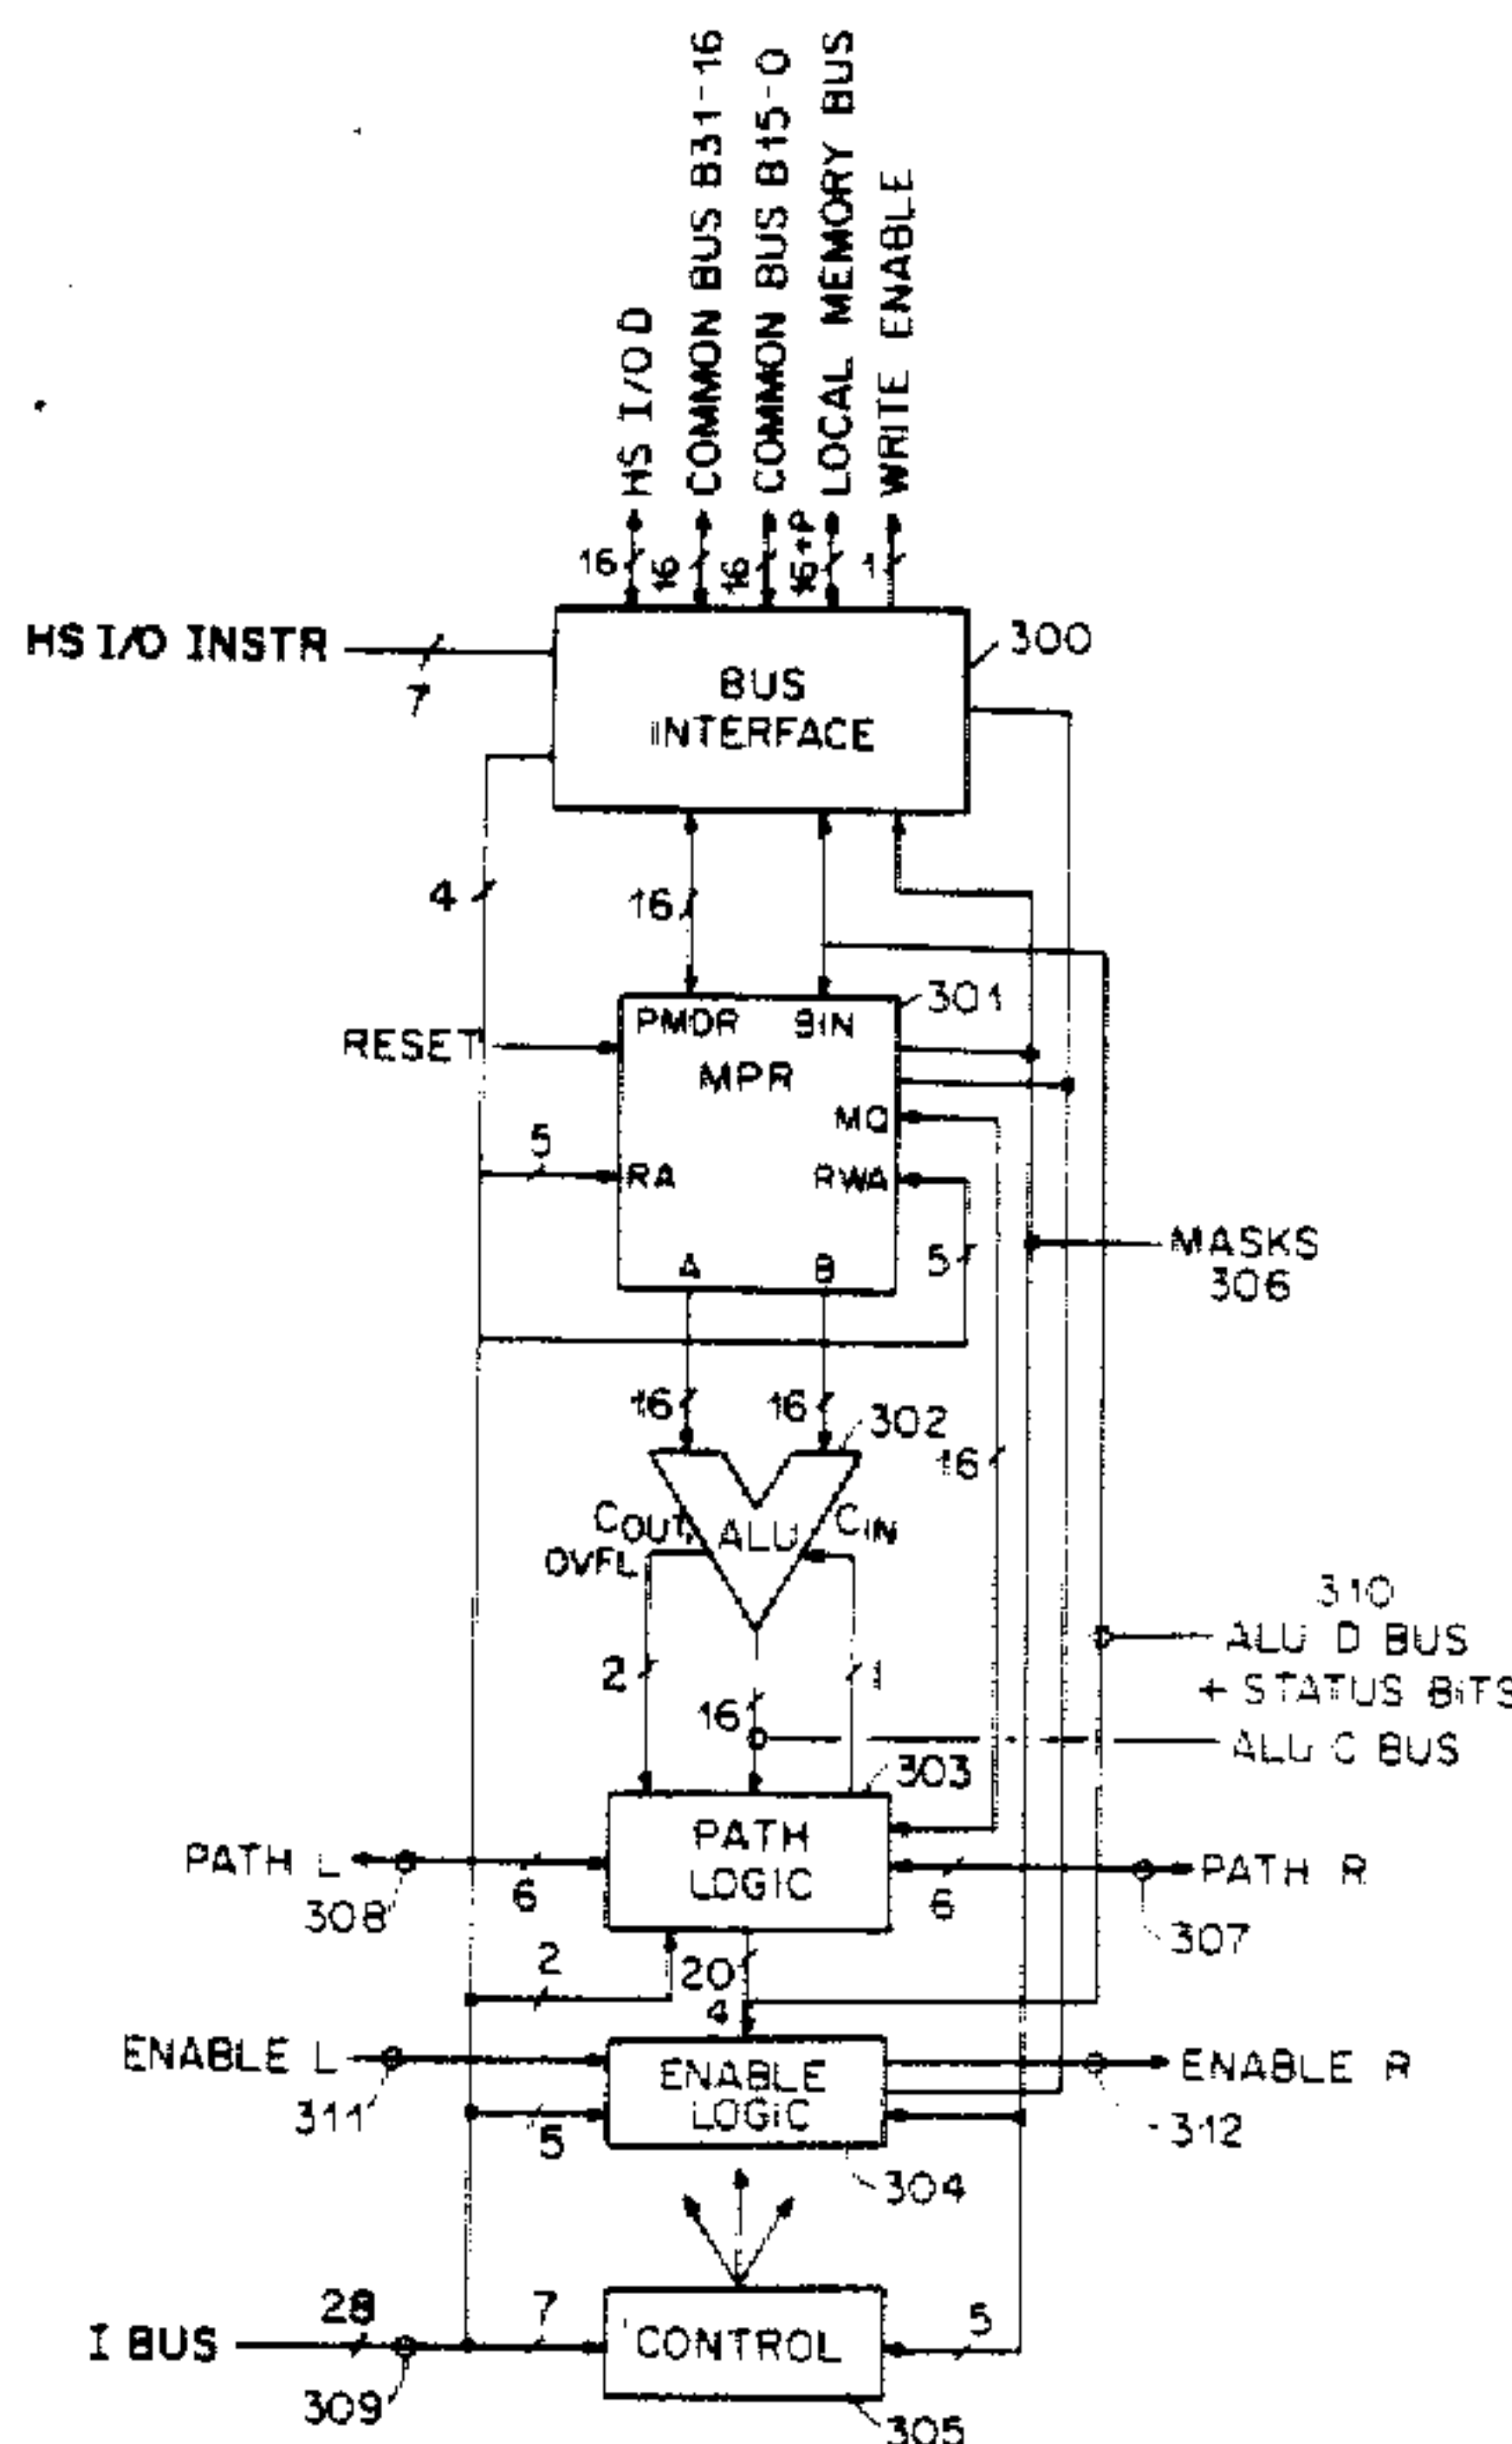 HS I/O D
COMMON BUS B31-16
COMMON BUS B15-0
LOCAL MEMORY BUS
WRITE ENABLE
16
16
16
16+P
1
HS I/O INSTR
7
300
BUS
INTERFACE
4
16
301
PMDR
BIN
RESET
MPR
MQ
5
RA
RWA
5
MASKS
306
A
B
16
16
302
16
COUT,
OVFL
ALU
CIN
310
ALU D BUS
+ STATUS BITS
2
1
16
ALU C BUS
303
PATH L
PATH
LOGIC
PATH R
308
6
6
307
2
20
4
ENABLE L
ENABLE
LOGIC
ENABLE R
311
5
312
304
28
7
I BUS
CONTROL
5
309
305